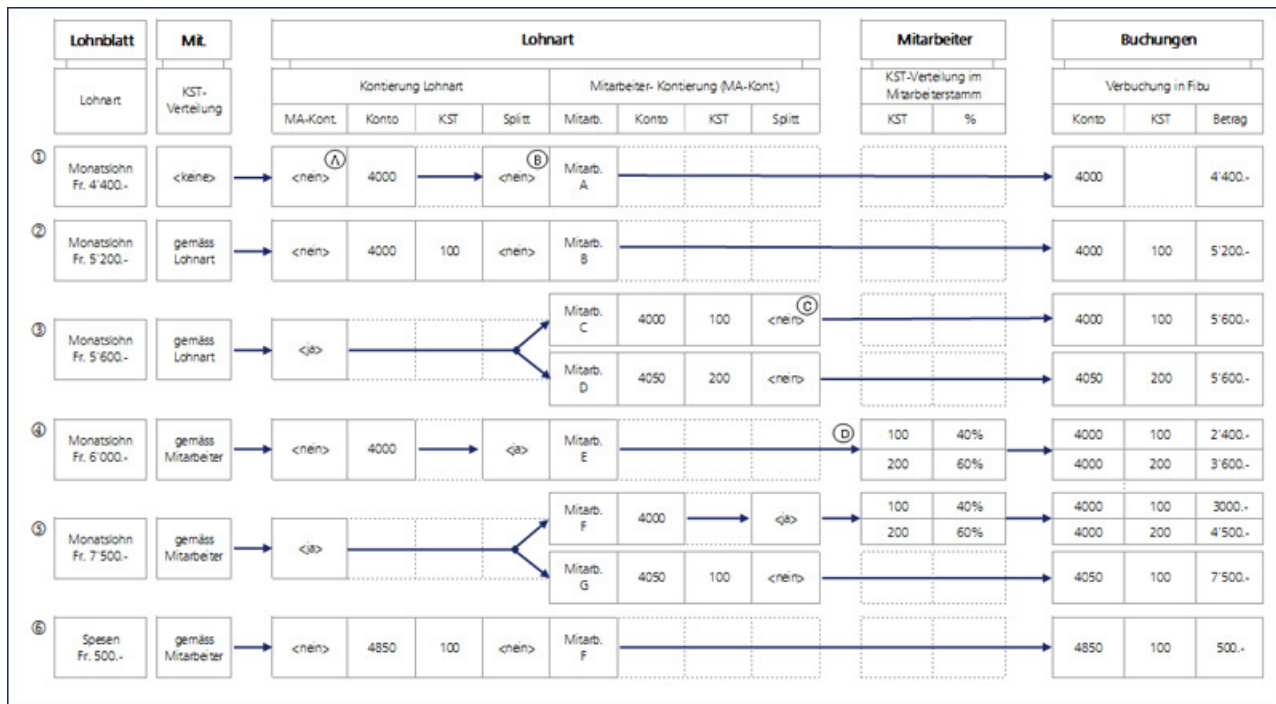 Lohnblatt Mit. Lohnart Mitarbeiter Buchungen
Lohnart KST-Verteilung Kontierung Lohnart Mitarbeiter- Kontierung (MA-Kont.) KST-Verteilung im Mitarbeiterstamm Verbuchung in Fibu
MA-Kont. Konto KST Splitt Mitarb. Konto KST Splitt KST % Konto KST Betrag
① Monatslohn Fr. 4'400.- <keine> <nein> Ⓐ 4000 <nein> Ⓑ Mitarb. A 4000 4'400.-
② Monatslohn Fr. 5'200.- gemäss Lohnart <nein> 4000 100 <nein> Mitarb. B 4000 100 5'200.-
③ Monatslohn Fr. 5'600.- gemäss Lohnart <ja>
Mitarb. C 4000 100 <nein> Ⓒ 4000 100 5'600.-
Mitarb. D 4050 200 <nein> 4050 200 5'600.-
④ Monatslohn Fr. 6'000.- gemäss Mitarbeiter <nein> 4000 <ja> Mitarb. E Ⓓ
100 40% 4000 100 2'400.-
200 60% 4000 200 3'600.-
⑤ Monatslohn Fr. 7'500.- gemäss Mitarbeiter <ja>
Mitarb. F 4000 <ja>
100 40% 4000 100 3000.-
200 60% 4000 200 4'500.-
Mitarb. G 4050 100 <nein> 4050 100 7'500.-
⑥ Spesen Fr. 500.- gemäss Mitarbeiter <nein> 4850 100 <nein> Mitarb. F 4850 100 500.-